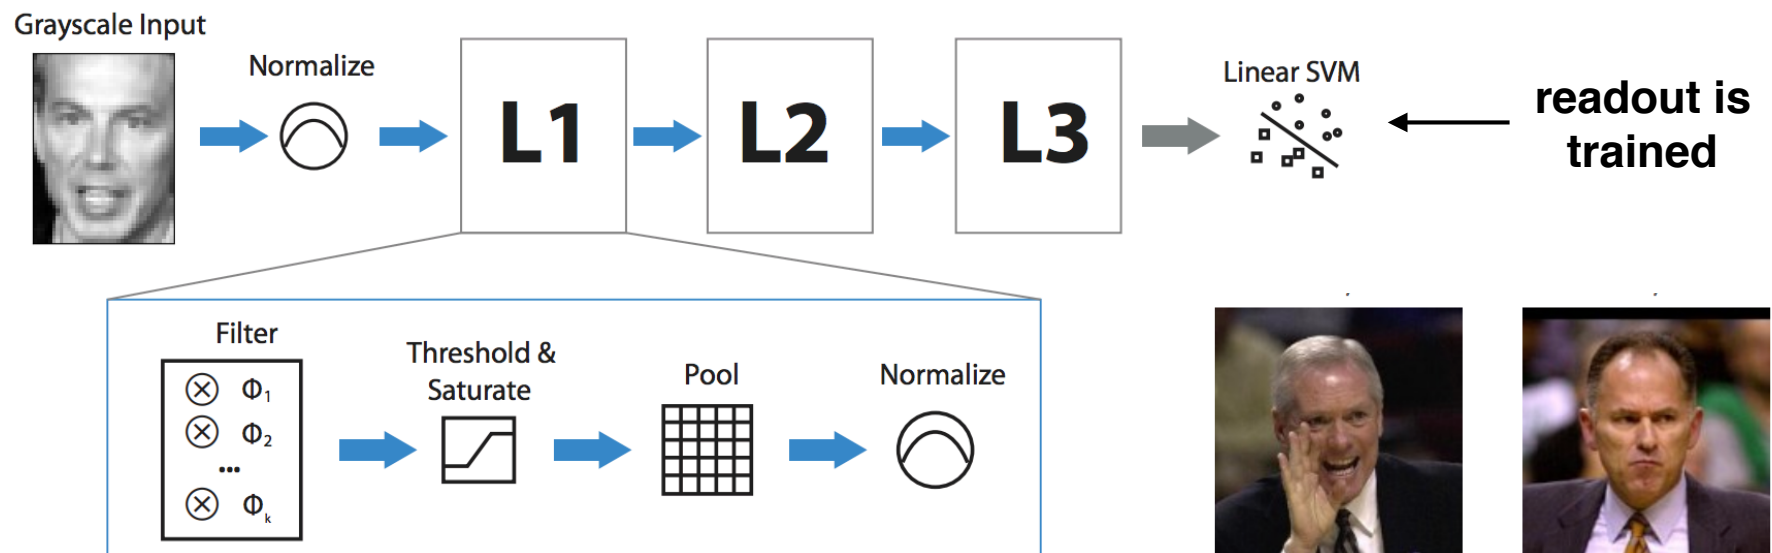 Grayscale Input
Normalize
L1
L2
L3
Linear SVM
readout is
trained
Filter
Φ1
Φ2
...
Φk
Threshold &
Saturate
Pool
Normalize